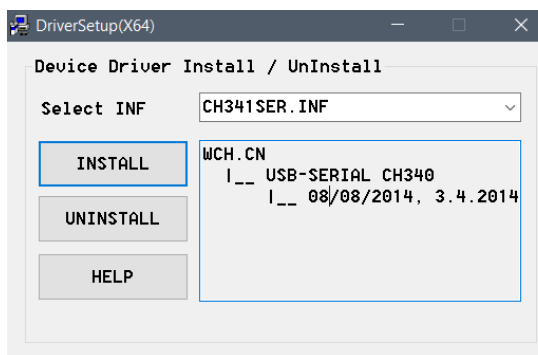 DriverSetup(X64)
Device Driver Install / UnInstall
Select INF
CH341SER.INF
INSTALL
UNINSTALL
HELP
WCH.CN
|__ USB-SERIAL CH340
|__ 08/08/2014, 3.4.2014